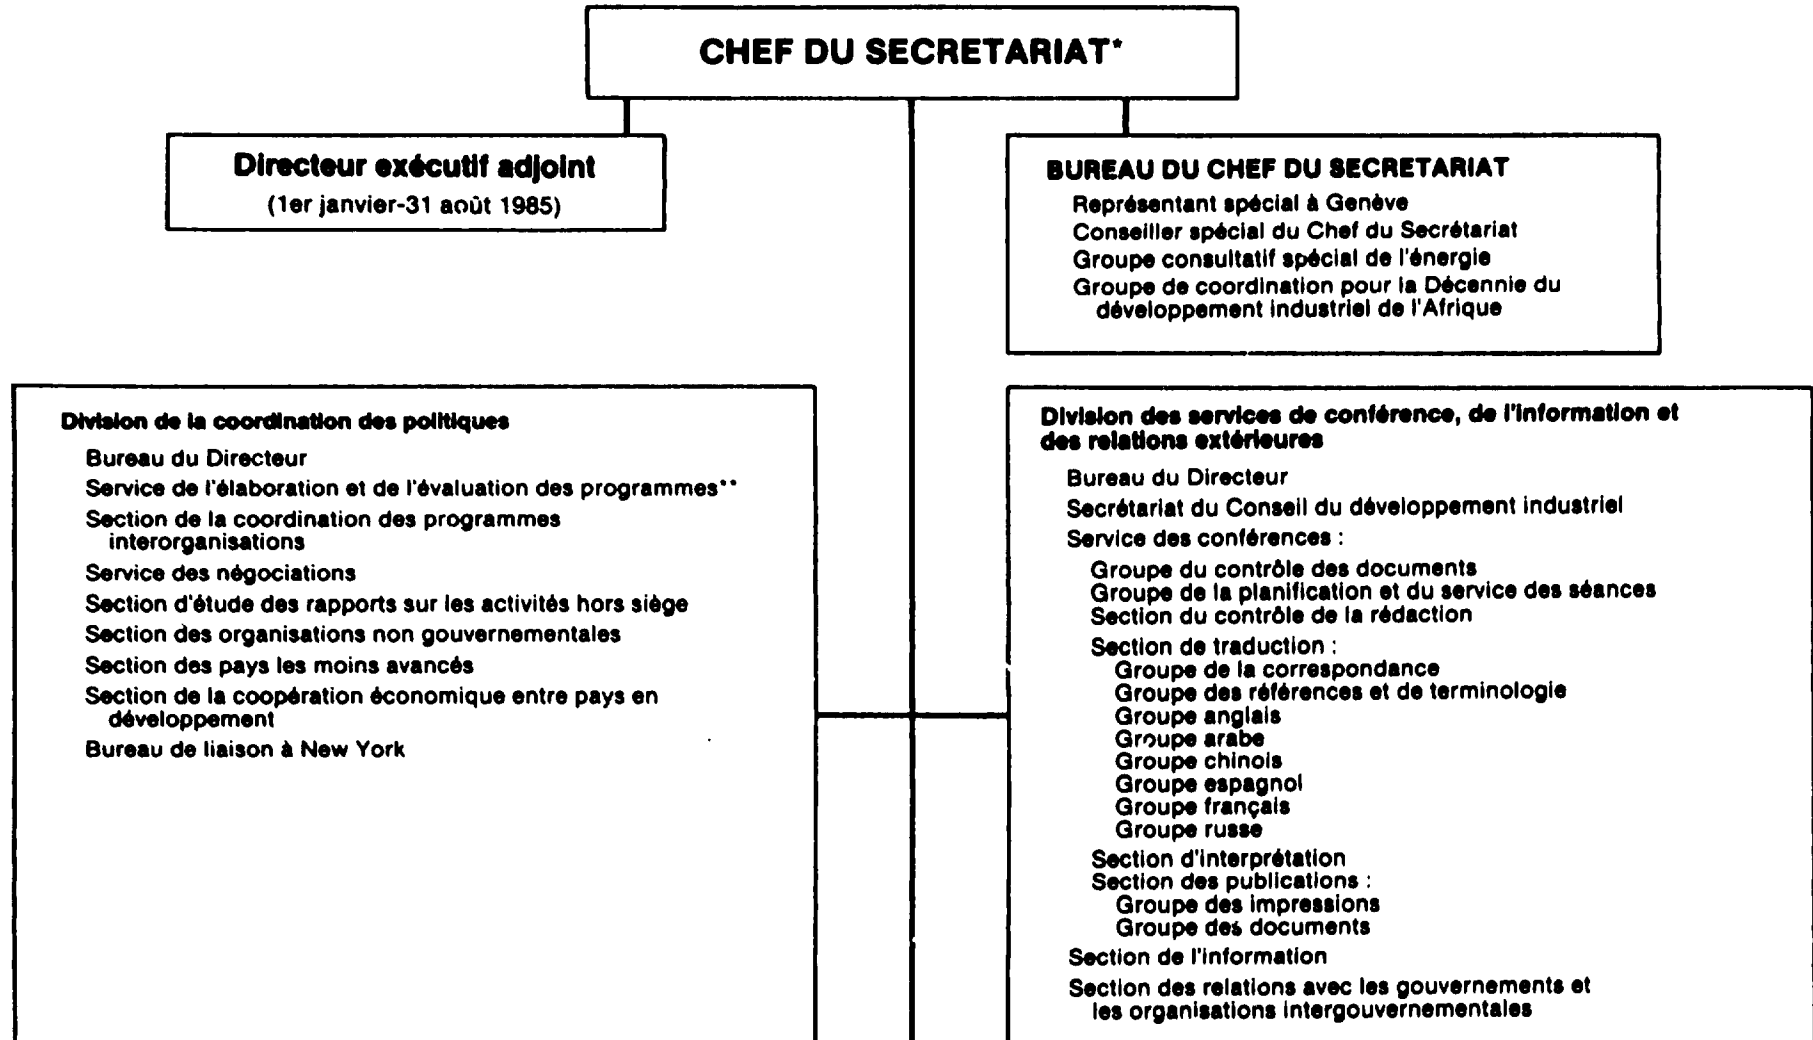 CHEF DU SECRETARIAT*
Directeur exécutif adjoint
(1er janvier-31 août 1985)
BUREAU DU CHEF DU SECRETARIAT
Représentant spécial à Genève
Conseiller spécial du Chef du Secrétariat
Groupe consultatif spécial de l'énergie
Groupe de coordination pour la Décennie du
développement industriel de l'Afrique
Division de la coordination des politiques
Bureau du Directeur
Service de l'élaboration et de l'évaluation des programmes**
Section de la coordination des programmes
interorganisations
Service des négociations
Section d'étude des rapports sur les activités hors siège
Section des organisations non gouvernementales
Section des pays les moins avancés
Section de la coopération économique entre pays en
développement
Bureau de liaison à New York
Division des services de conférence, de l'information et
des relations extérieures
Bureau du Directeur
Secrétariat du Conseil du développement industriel
Service des conférences :
Groupe du contrôle des documents
Groupe de la planification et du service des séances
Section du contrôle de la rédaction
Section de traduction :
Groupe de la correspondance
Groupe des références et de terminologie
Groupe anglais
Groupe arabe
Groupe chinois
Groupe espagnol
Groupe français
Groupe russe
Section d'interprétation
Section des publications :
Groupe des impressions
Groupe des documents
Section de l'information
Section des relations avec les gouvernements et
les organisations intergouvernementales